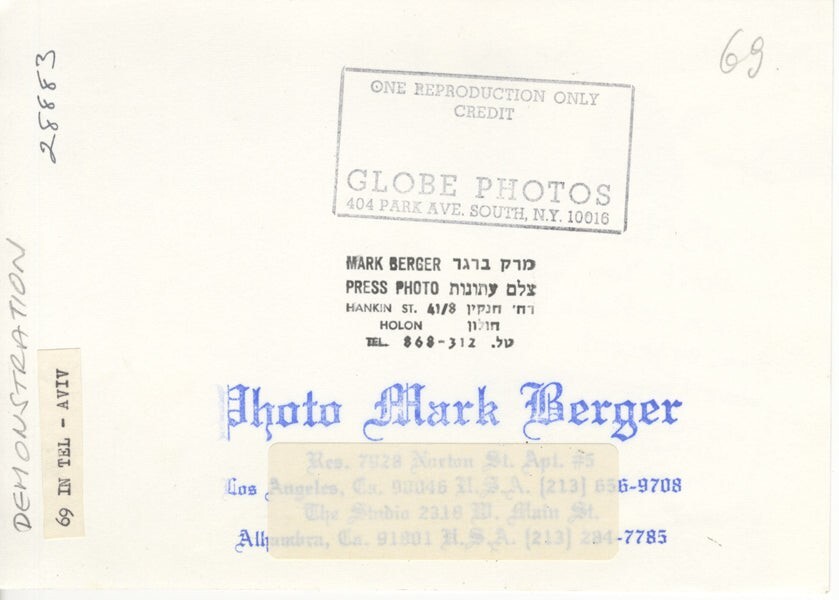 69
ONE REPRODUCTION ONLY
CREDIT
GLOBE PHOTOS
404 PARK AVE. SOUTH, N.Y. 10016
MARK BERGER מרק ברגר
PRESS PHOTO צלם עתונות
HANKIN ST. 41/8 רח' חנקין
HOLON חולון
TEL. 868-312 טל.
Photo Mark Berger
Res. 7928 Norton St. Apt. #5
Los Angeles, Ca. 90046 U.S.A. (213) 656-9708
The Studio 2318 W. Main St.
Alhambra, Ca. 91801 U.S.A. (213) 284-7785
28883
DEMONSTRATION
69 IN TEL - AVIV